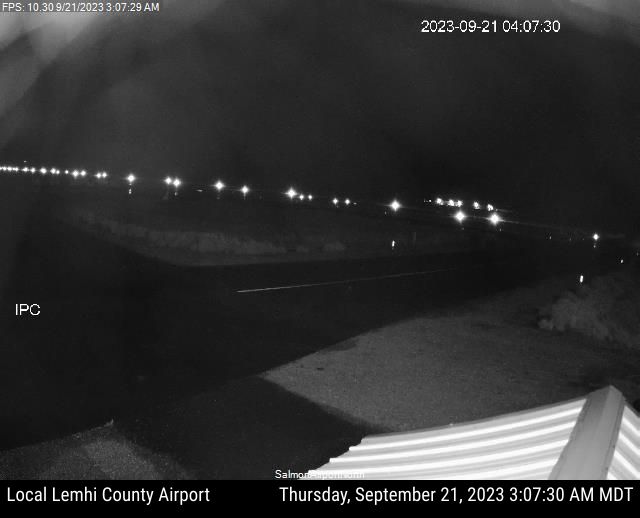 FPS: 10.30 9/21/2023 3:07:29 AM
2023-09-21 04:07:30
IPC
Local Lemhi County Airport
Thursday, September 21, 2023 3:07:30 AM MDT